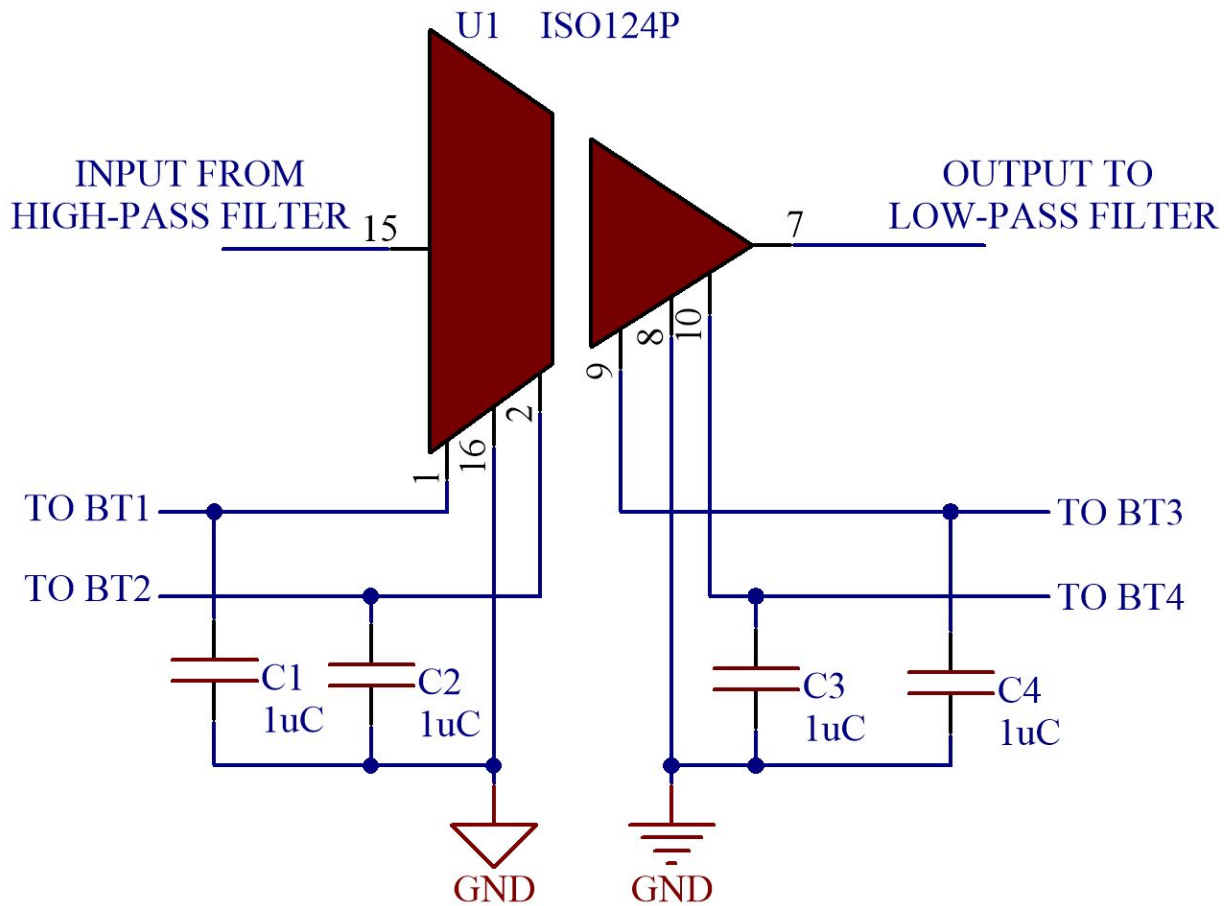 U1 ISO124P
INPUT FROM
HIGH-PASS FILTER
15
OUTPUT TO
LOW-PASS FILTER
7
1
16
2
9
8
10
TO BT1
TO BT2
TO BT3
TO BT4
C1
1uC
C2
1uC
C3
1uC
C4
1uC
GND
GND